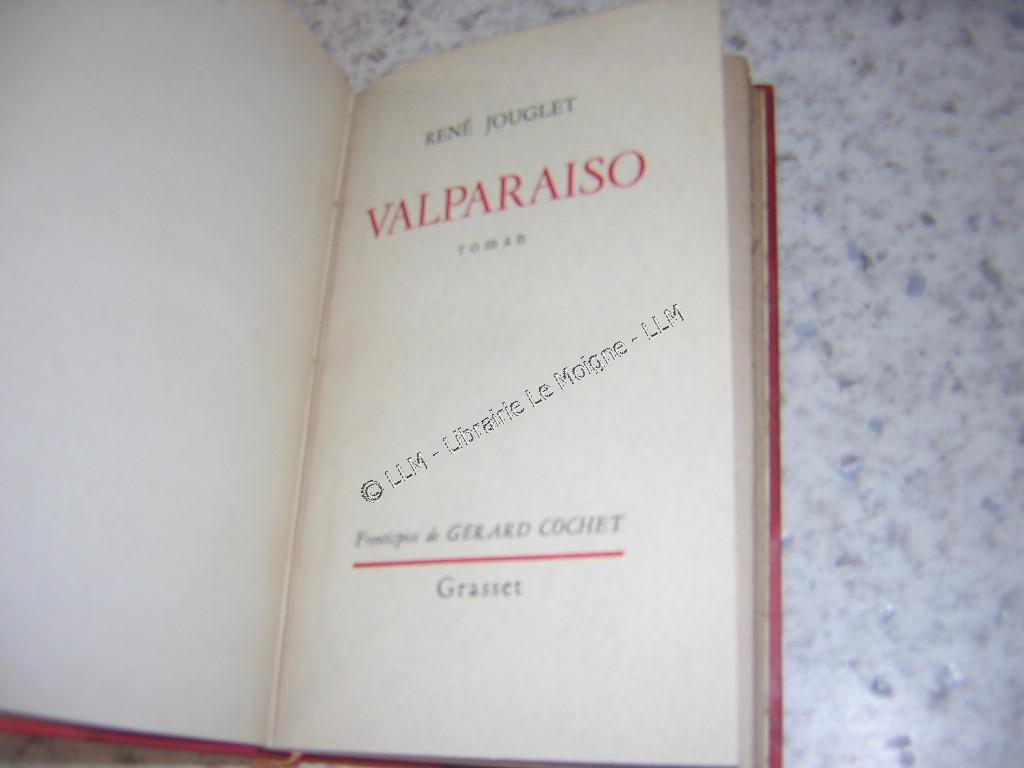 RENÉ JOUGLET
VALPARAISO
roman
© LLM - Librairie Le Moigne - LLM
Frontispice de GÉRARD COCHET
Grasset